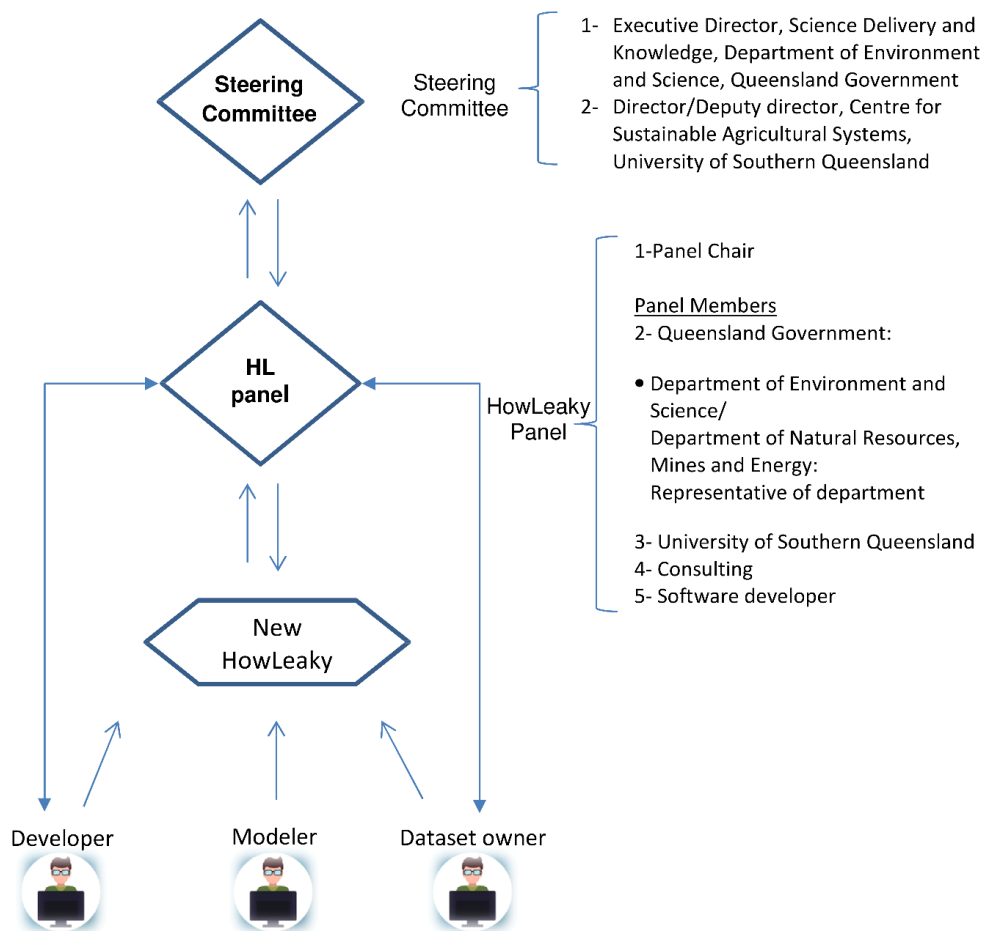 Steering
Committee
Steering
Committee
1- Executive Director, Science Delivery and
Knowledge, Department of Environment
and Science, Queensland Government
2- Director/Deputy director, Centre for
Sustainable Agricultural Systems,
University of Southern Queensland
HL
panel
HowLeaky
Panel
1-Panel Chair
Panel Members
2- Queensland Government:
• Department of Environment and
Science/
Department of Natural Resources,
Mines and Energy:
Representative of department
3- University of Southern Queensland
4- Consulting
5- Software developer
New
HowLeaky
Developer
Modeler
Dataset owner